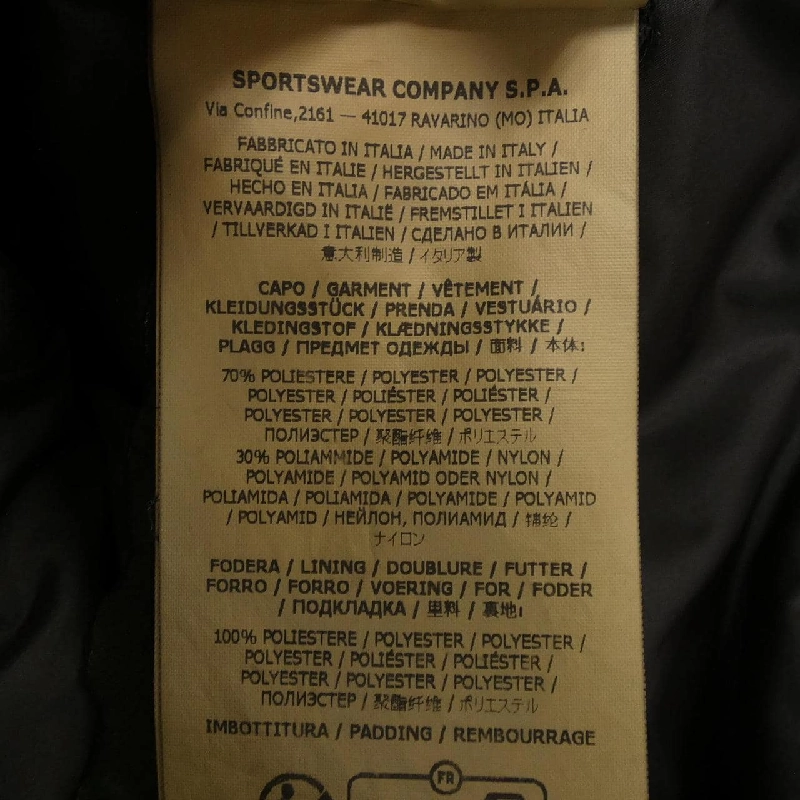 SPORTSWEAR COMPANY S.P.A.
Via Confine,2161 — 41017 RAVARINO (MO) ITALIA
FABBRICATO IN ITALIA / MADE IN ITALY /
FABRIQUÉ EN ITALIE / HERGESTELLT IN ITALIEN /
HECHO EN ITALIA / FABRICADO EM ITÁLIA /
VERVAARDIGD IN ITALIË / FREMSTILLET I ITALIEN
/ TILLVERKAD I ITALIEN / СДЕЛАНО В ИТАЛИИ /
意大利制造 / イタリア製
CAPO / GARMENT / VÊTEMENT /
KLEIDUNGSSTÜCK / PRENDA / VESTUÁRIO /
KLEDINGSTOF / KLÆDNINGSSTYKKE /
PLAGG / ПРЕДМЕТ ОДЕЖДЫ / 面料 / 本体:
70% POLIESTERE / POLYESTER / POLYESTER /
POLYESTER / POLIÉSTER / POLIÉSTER /
POLYESTER / POLYESTER / POLYESTER /
ПОЛИЭСТЕР / 聚酯纤维 / ポリエステル
30% POLIAMMIDE / POLYAMIDE / NYLON /
POLYAMIDE / POLYAMID ODER NYLON /
POLIAMIDA / POLIAMIDA / POLYAMIDE / POLYAMID
/ POLYAMID / НЕЙЛОН, ПОЛИАМИД / 锦纶 /
ナイロン
FODERA / LINING / DOUBLURE / FUTTER /
FORRO / FORRO / VOERING / FOR / FODER
/ ПОДКЛАДКА / 里料 / 裏地:
100% POLIESTERE / POLYESTER / POLYESTER /
POLYESTER / POLIÉSTER / POLIÉSTER /
POLYESTER / POLYESTER / POLYESTER /
ПОЛИЭСТЕР / 聚酯纤维 / ポリエステル
IMBOTTITURA / PADDING / REMBOURRAGE
FR